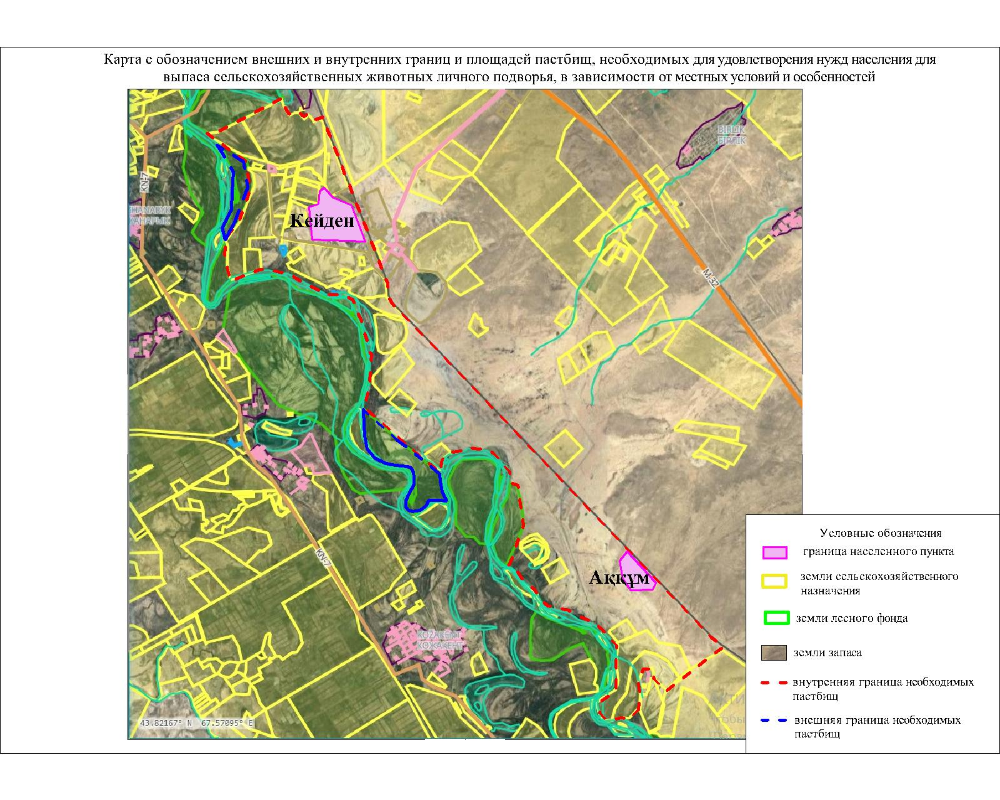 Карта с обозначением внешних и внутренних границ и площадей пастбищ, необходимых для удовлетворения нужд населения для
выпаса сельскохозяйственных животных личного подворья, в зависимости от местных условий и особенностей
BIRLIK
БІРЛІК
KN-7
ЖАНАРЫК
Кейден
M-32
KN-7
Аққұм
KOZAKENT
КОЖАКЕНТ
43.82167° N 67.57095° E
Условные обозначения
граница населенного пункта
земли сельскохозяйственного
назначения
земли лесного фонда
земли запаса
внутренняя граница необходимых
пастбищ
внешняя граница необходимых
пастбищ